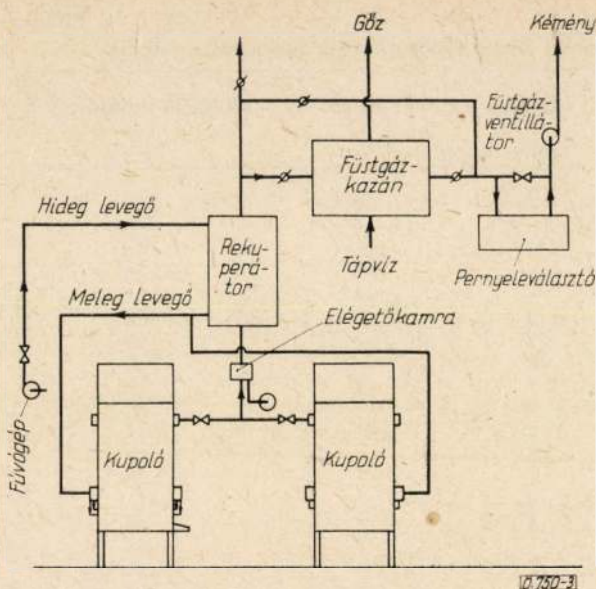 Gőz
Kémény
Füstgáz-
ventillá-
tor
Füstgáz-
kazán
Hideg levegő
Reku-
perá-
tor
Tápvíz
Pernyeleválasztó
Meleg levegő
Elégetőkamra
Fúvógép
Kupoló
Kupoló
D.750-3